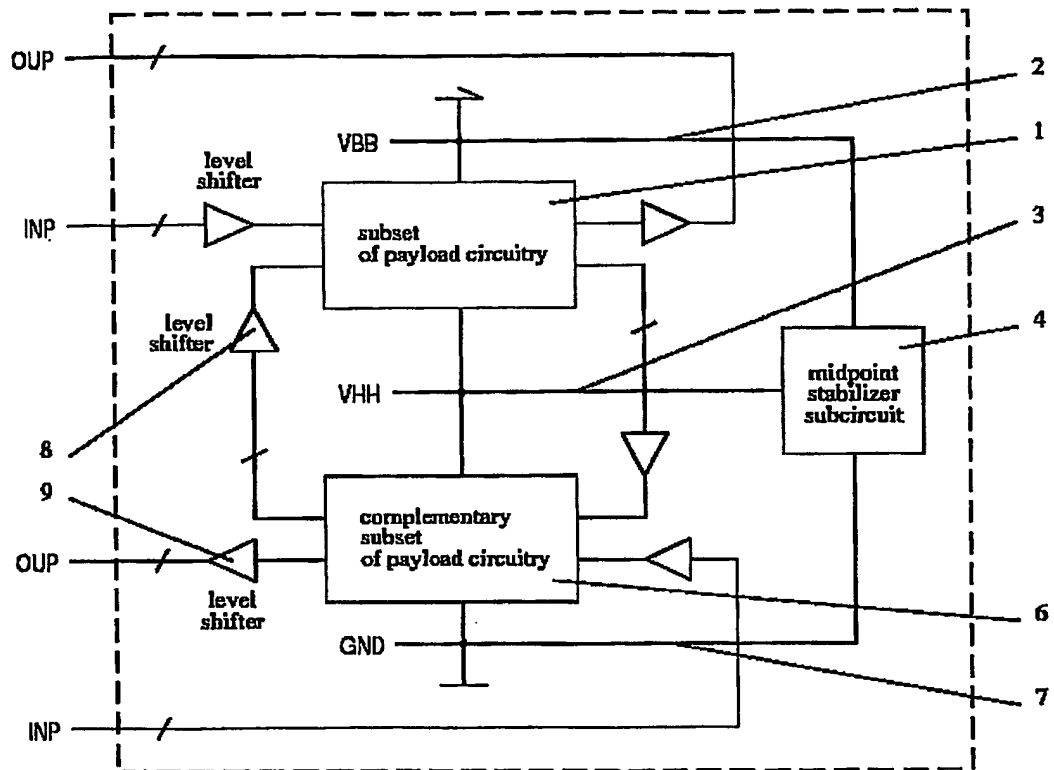 OUP
2
VBB
1
level
shifter
INP
subset
of payload circuitry
3
level
shifter
4
midpoint
stabilizer
subcircuit
VHH
8
9
complementary
subset
of payload circuitry
OUP
level
shifter
6
GND
7
INP